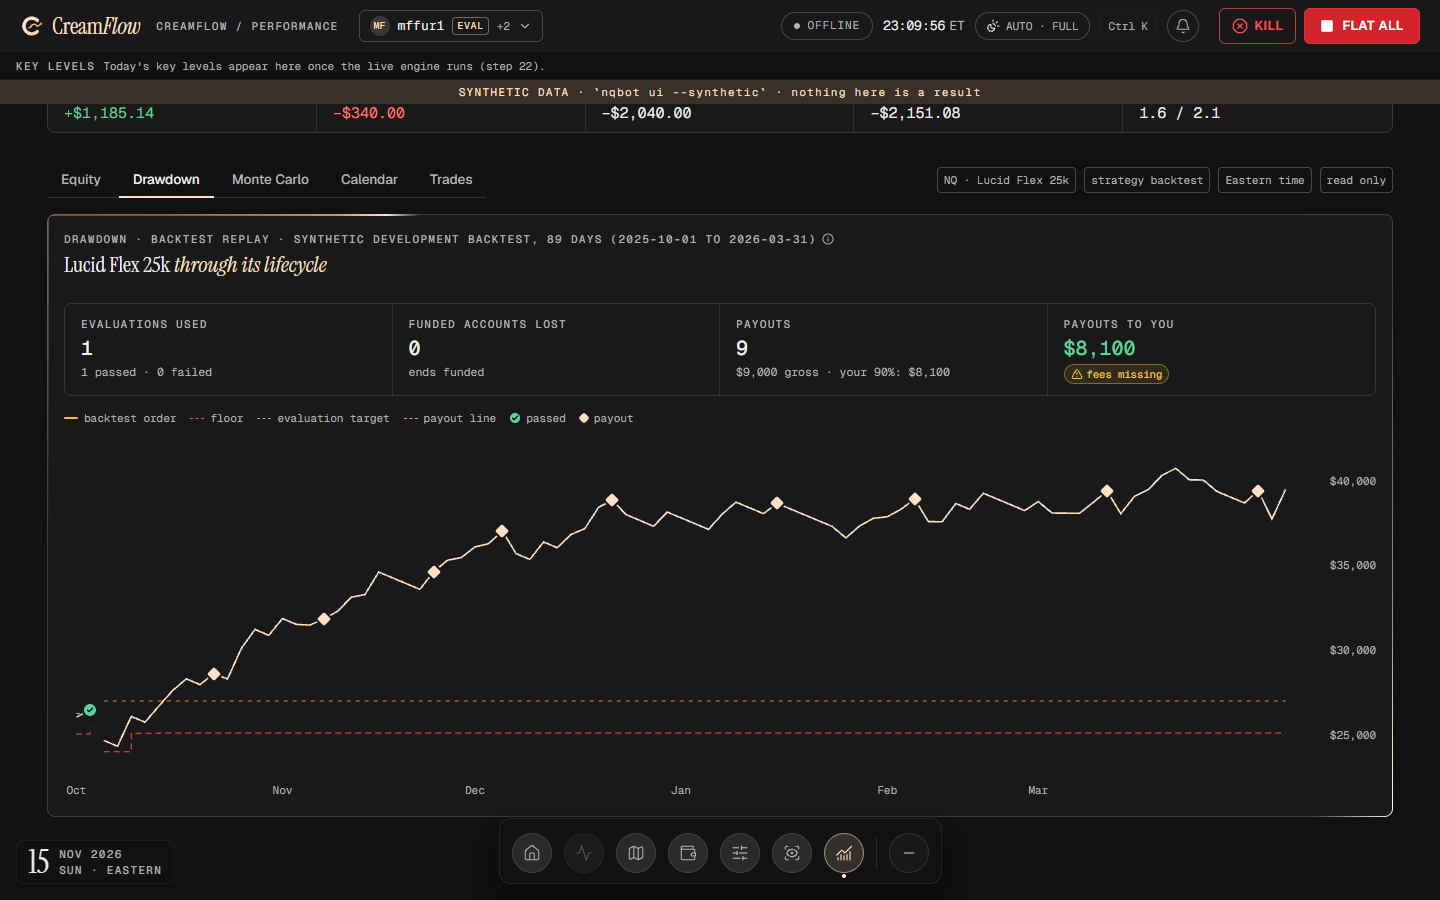 CreamFlow CREAMFLOW / PERFORMANCE MF mffur1 EVAL +2 OFFLINE 23:09:56 ET AUTO · FULL Ctrl K KILL FLAT ALL
KEY LEVELS Today's key levels appear here once the live engine runs (step 22).
SYNTHETIC DATA · `nqbot ui --synthetic` · nothing here is a result
+$1,185.14 −$340.00 −$2,040.00 −$2,151.08 1.6 / 2.1
Equity Drawdown Monte Carlo Calendar Trades NQ · Lucid Flex 25k strategy backtest Eastern time read only
DRAWDOWN · BACKTEST REPLAY · SYNTHETIC DEVELOPMENT BACKTEST, 89 DAYS (2025-10-01 TO 2026-03-31)
Lucid Flex 25k through its lifecycle
EVALUATIONS USED FUNDED ACCOUNTS LOST PAYOUTS PAYOUTS TO YOU
1 0 9 $8,100
1 passed · 0 failed ends funded $9,000 gross · your 90%: $8,100 fees missing
backtest order floor evaluation target payout line passed payout
$40,000
$35,000
$30,000
$25,000
Oct Nov Dec Jan Feb Mar
15 NOV 2026
SUN · EASTERN